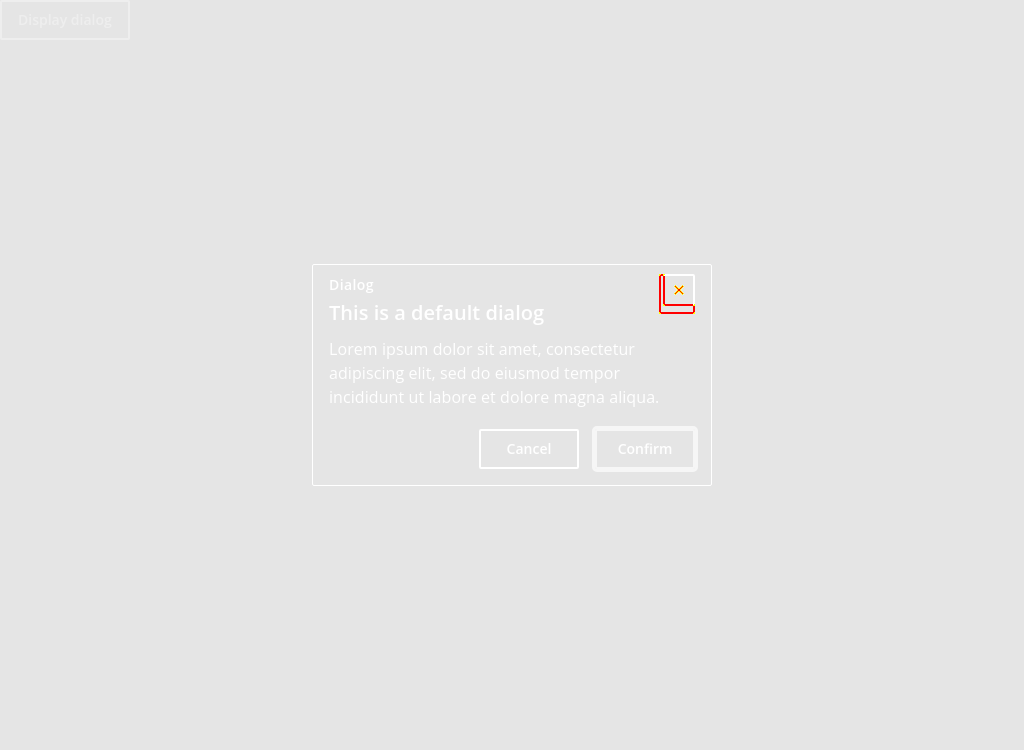 Display dialog
Dialog
This is a default dialog
Lorem ipsum dolor sit amet, consectetur
adipiscing elit, sed do eiusmod tempor
incididunt ut labore et dolore magna aliqua.
Cancel
Confirm